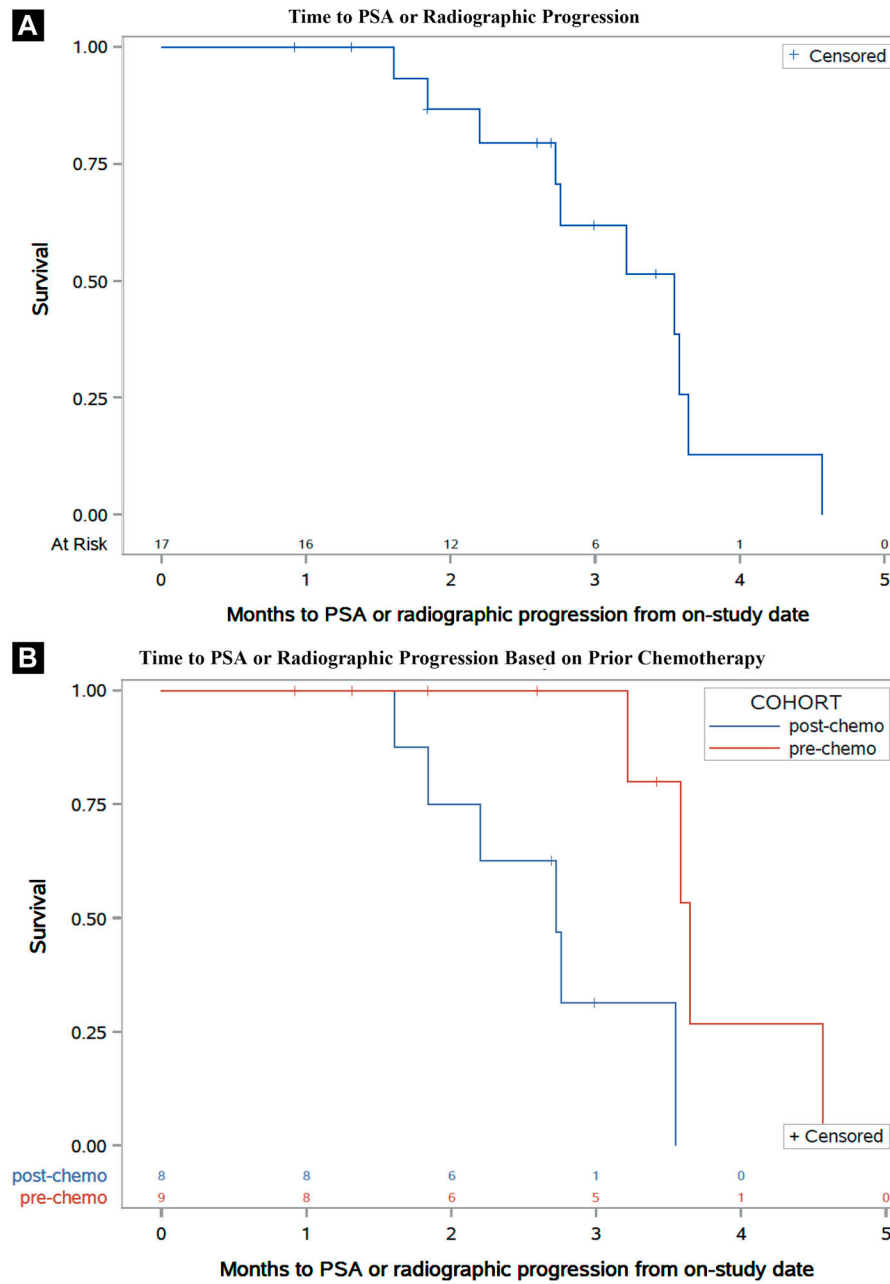 A
Time to PSA or Radiographic Progression
+ Censored
1.00
0.75
0.50
0.25
0.00
Survival
At Risk 17 16 12 6 1 0
0 1 2 3 4 5
Months to PSA or radiographic progression from on-study date
B
Time to PSA or Radiographic Progression Based on Prior Chemotherapy
COHORT
post-chemo
pre-chemo
1.00
0.75
0.50
0.25
0.00
Survival
+ Censored
post-chemo 8 8 6 1 0
pre-chemo 9 8 6 5 1 0
0 1 2 3 4 5
Months to PSA or radiographic progression from on-study date